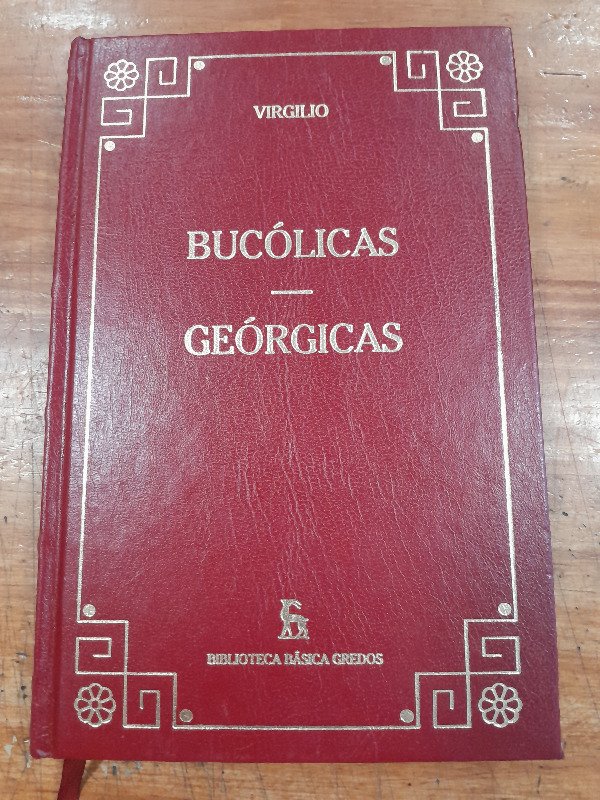 VIRGILIO
BUCÓLICAS
GEÓRGICAS
BIBLIOTECA BÁSICA GREDOS